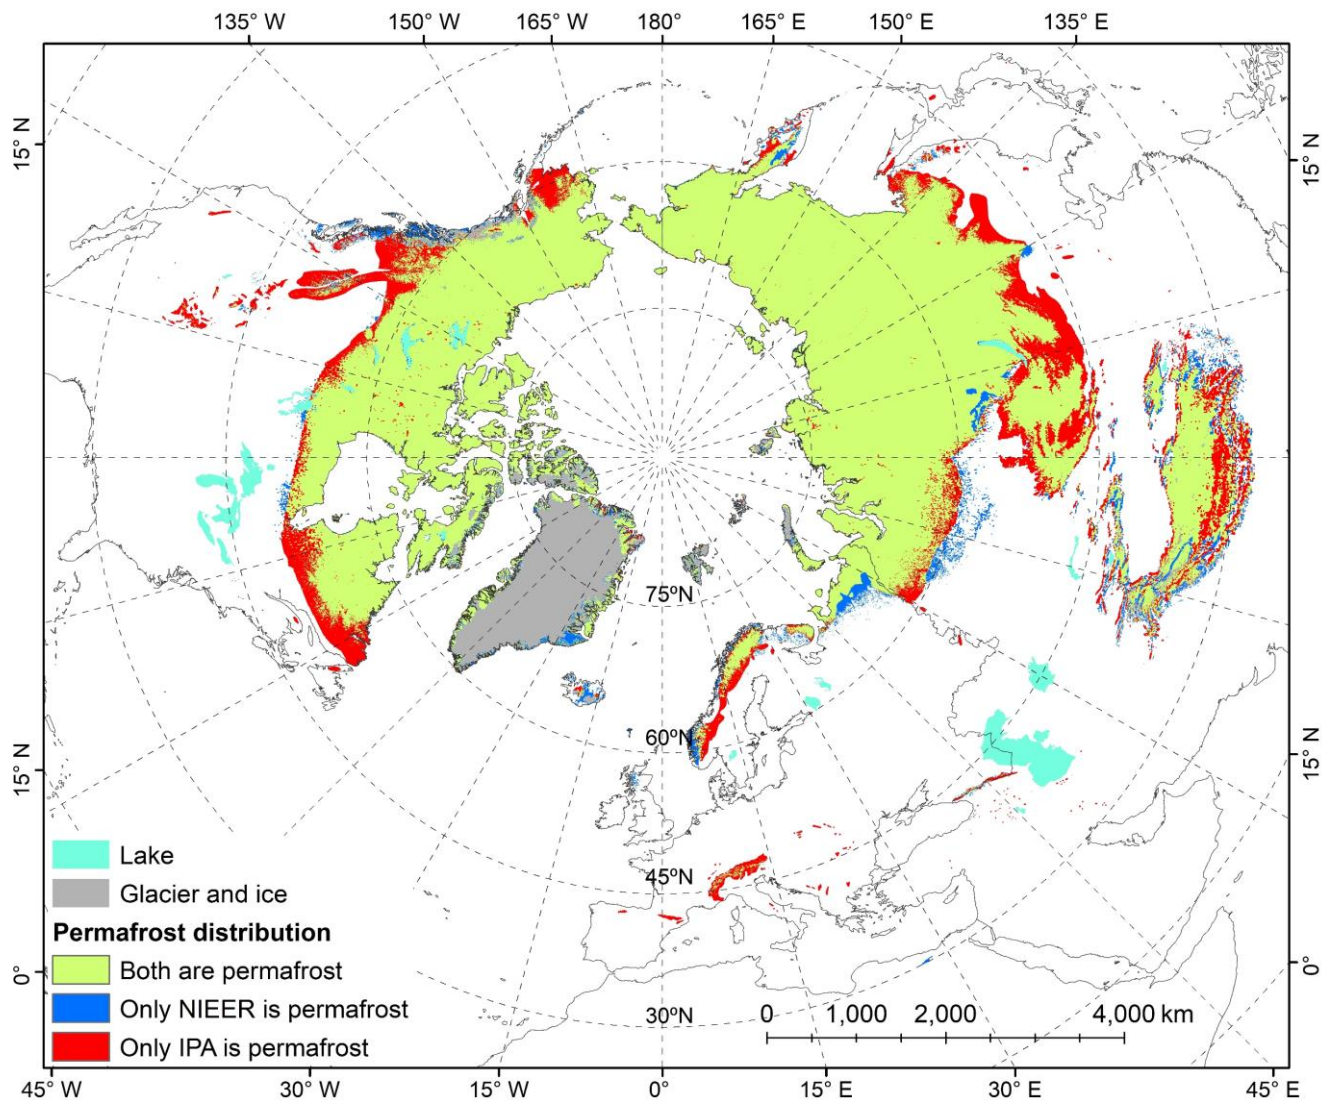 135° W 150° W 165° W 180° 165° E 150° E 135° E
15° N 15° N
75°N
60°N
15° N 15° N
45°N
0° 0°
30°N
0 1,000 2,000 4,000 km
Lake
Glacier and ice
Permafrost distribution
Both are permafrost
Only NIEER is permafrost
Only IPA is permafrost
45° W 30° W 15° W 0° 15° E 30° E 45° E